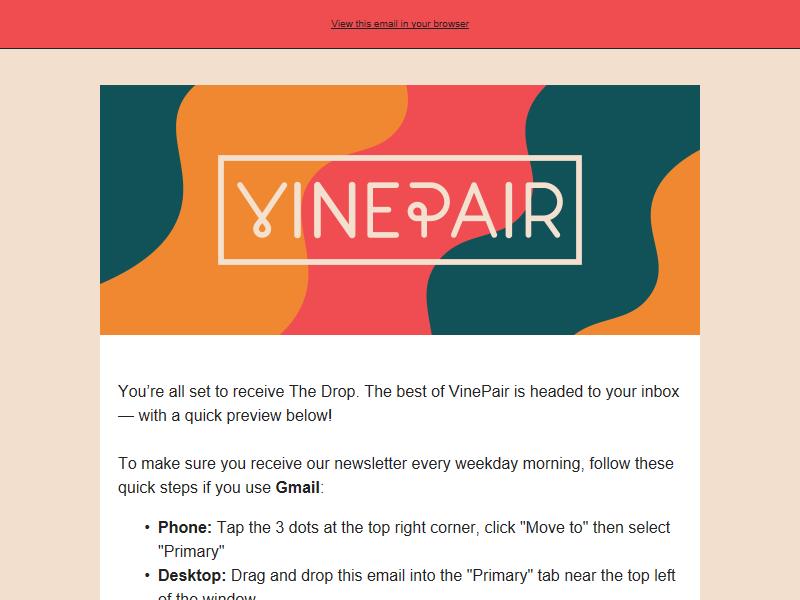 View this email in your browser
VINEPAIR
You’re all set to receive The Drop. The best of VinePair is headed to your inbox
— with a quick preview below!
To make sure you receive our newsletter every weekday morning, follow these
quick steps if you use Gmail:
• Phone: Tap the 3 dots at the top right corner, click "Move to" then select
"Primary"
• Desktop: Drag and drop this email into the "Primary" tab near the top left
of the window